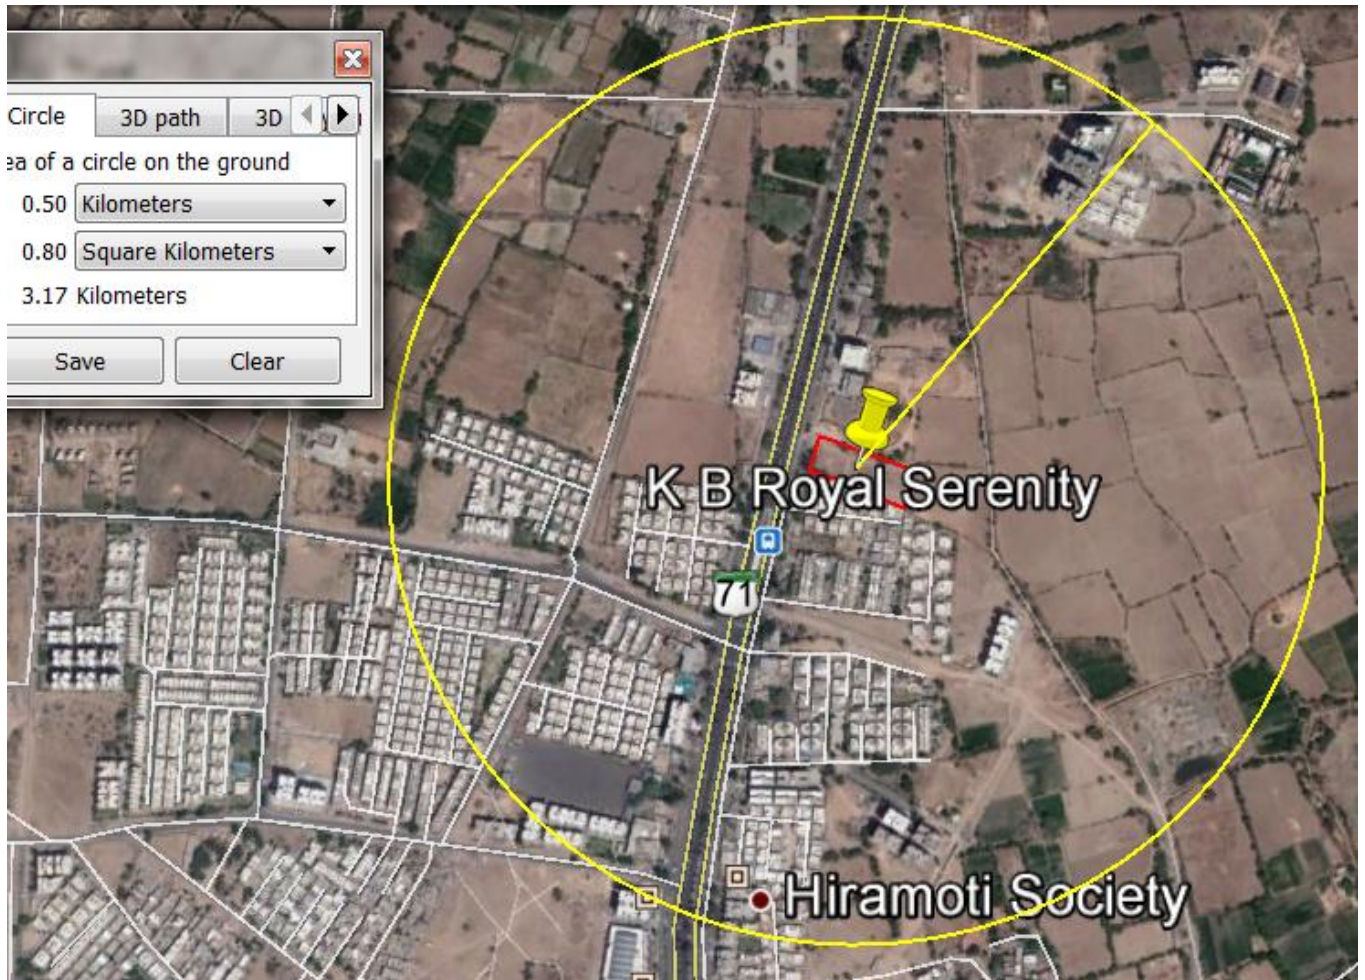 Circle
3D path
3D
ea of a circle on the ground
0.50 Kilometers
0.80 Square Kilometers
3.17 Kilometers
Save
Clear
K B Royal Serenity
71
Hiramoti Society